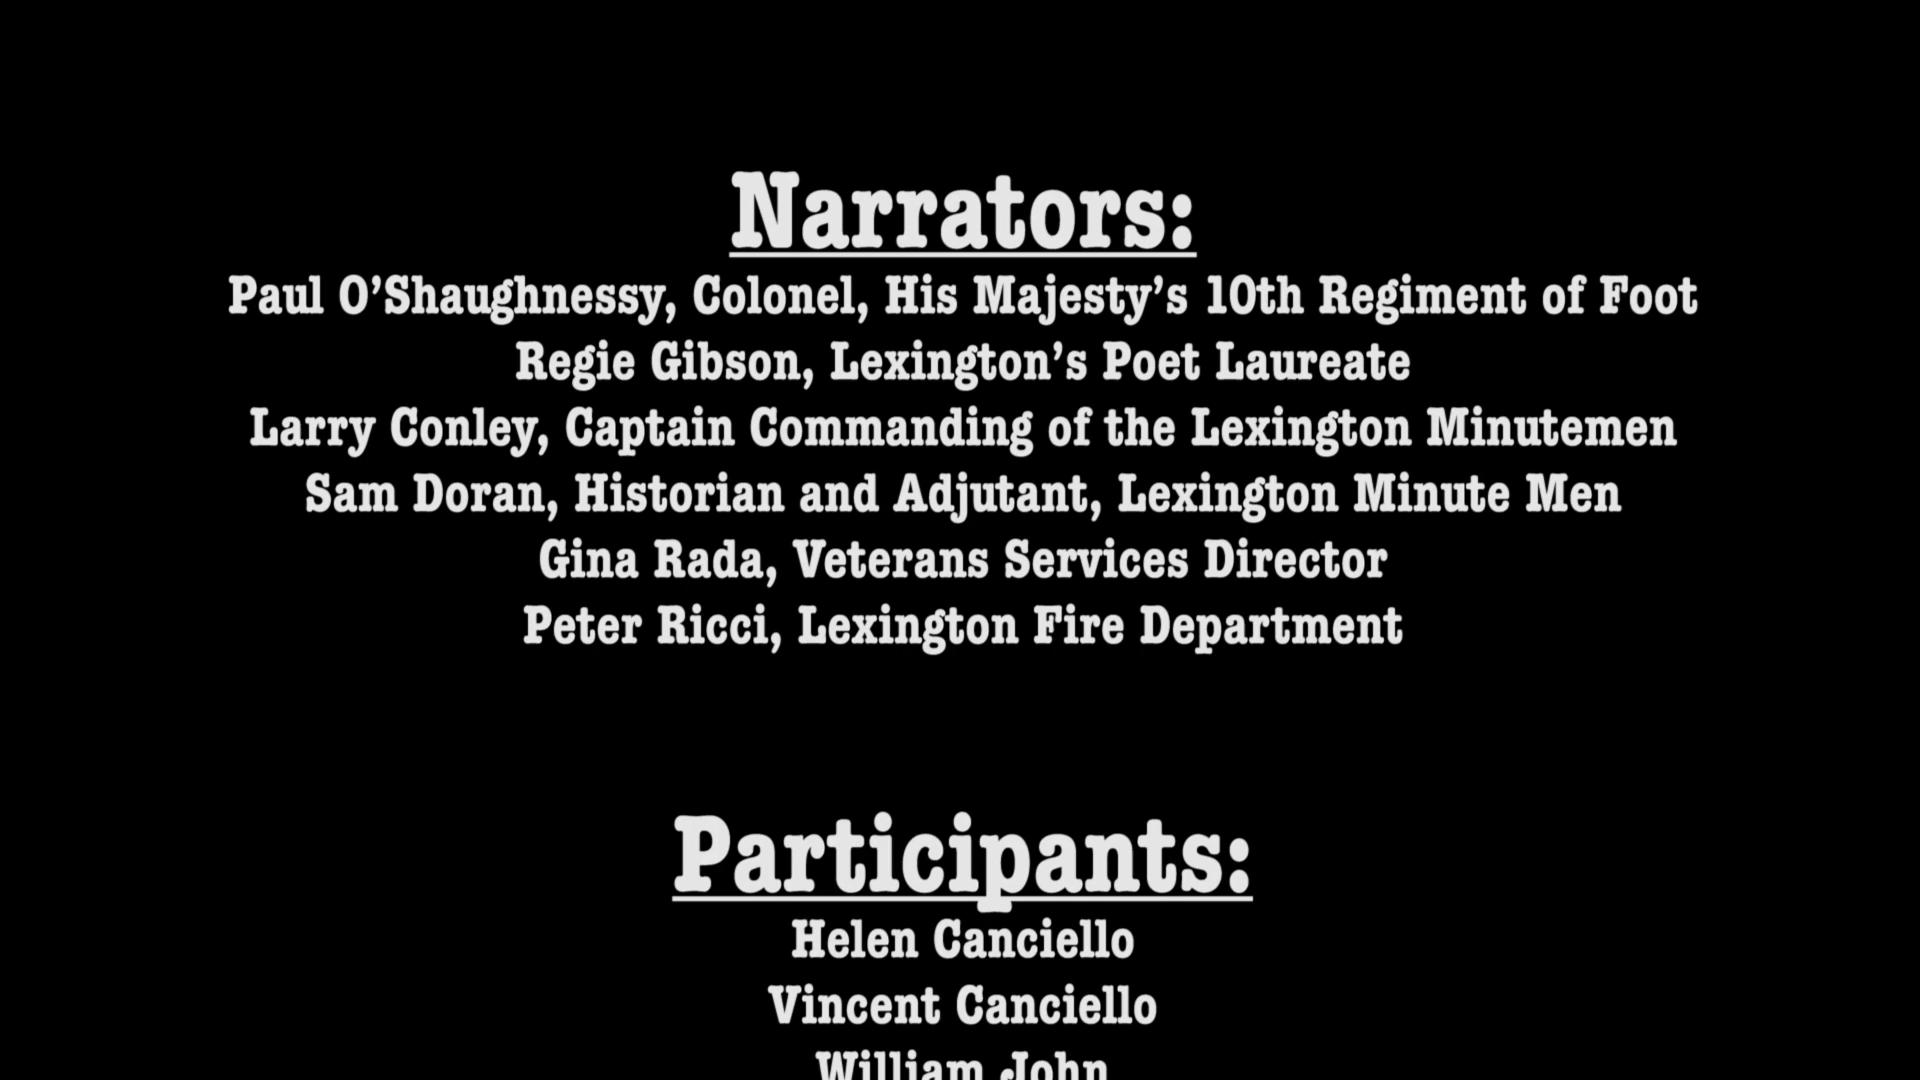 Narrators:
Paul O’Shaughnessy, Colonel, His Majesty’s 10th Regiment of Foot
Regie Gibson, Lexington’s Poet Laureate
Larry Conley, Captain Commanding of the Lexington Minutemen
Sam Doran, Historian and Adjutant, Lexington Minute Men
Gina Rada, Veterans Services Director
Peter Ricci, Lexington Fire Department
Participants:
Helen Canciello
Vincent Canciello
William John